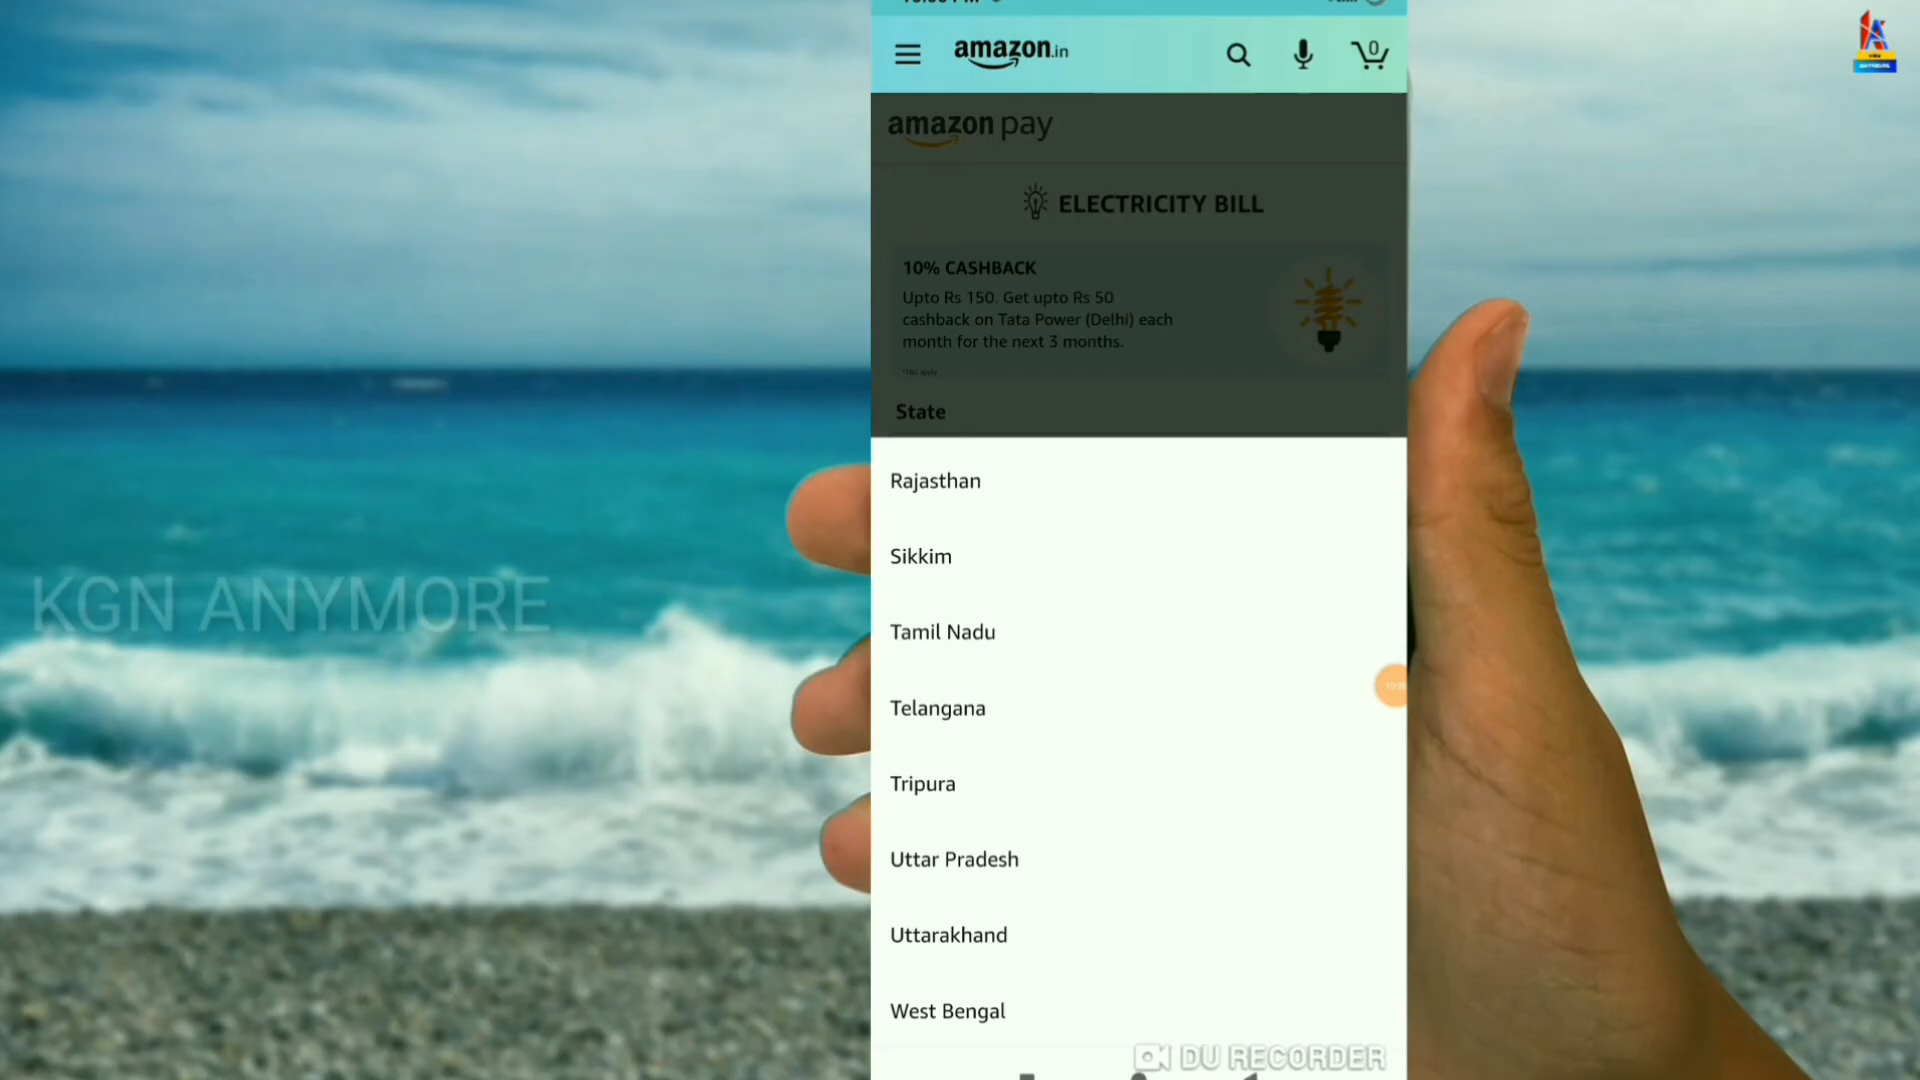 amazon.in
0
amazon pay
ELECTRICITY BILL
10% CASHBACK
Upto Rs 150. Get upto Rs 50
cashback on Tata Power (Delhi) each
month for the next 3 months.
State
Rajasthan
Sikkim
Tamil Nadu
Telangana
Tripura
Uttar Pradesh
Uttarakhand
West Bengal
KGN ANYMORE
DU RECORDER